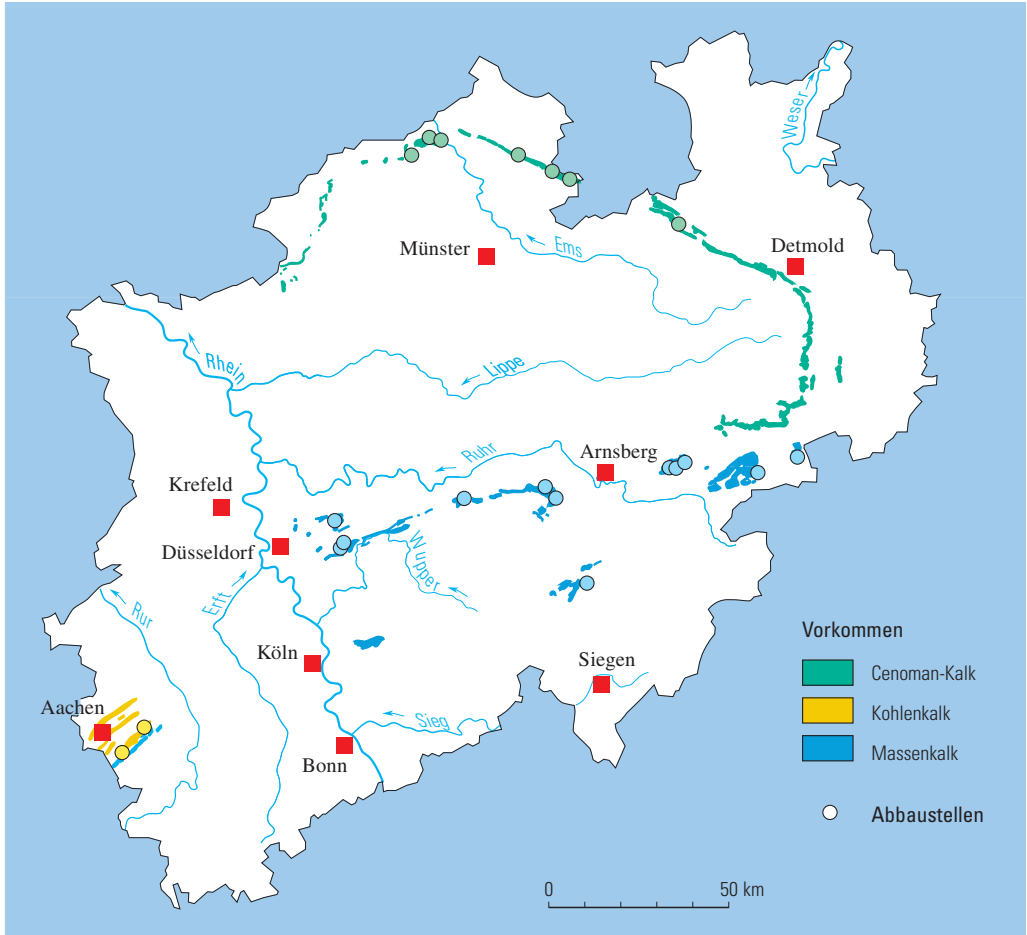 Weser
Münster
Ems
Detmold
Rhein
Lippe
Ruhr
Arnsberg
Krefeld
Düsseldorf
Wupper
Erft
Rur
Köln
Siegen
Aachen
Sieg
Bonn
Vorkommen
Cenoman-Kalk
Kohlenkalk
Massenkalk
Abbaustellen
0 50 km